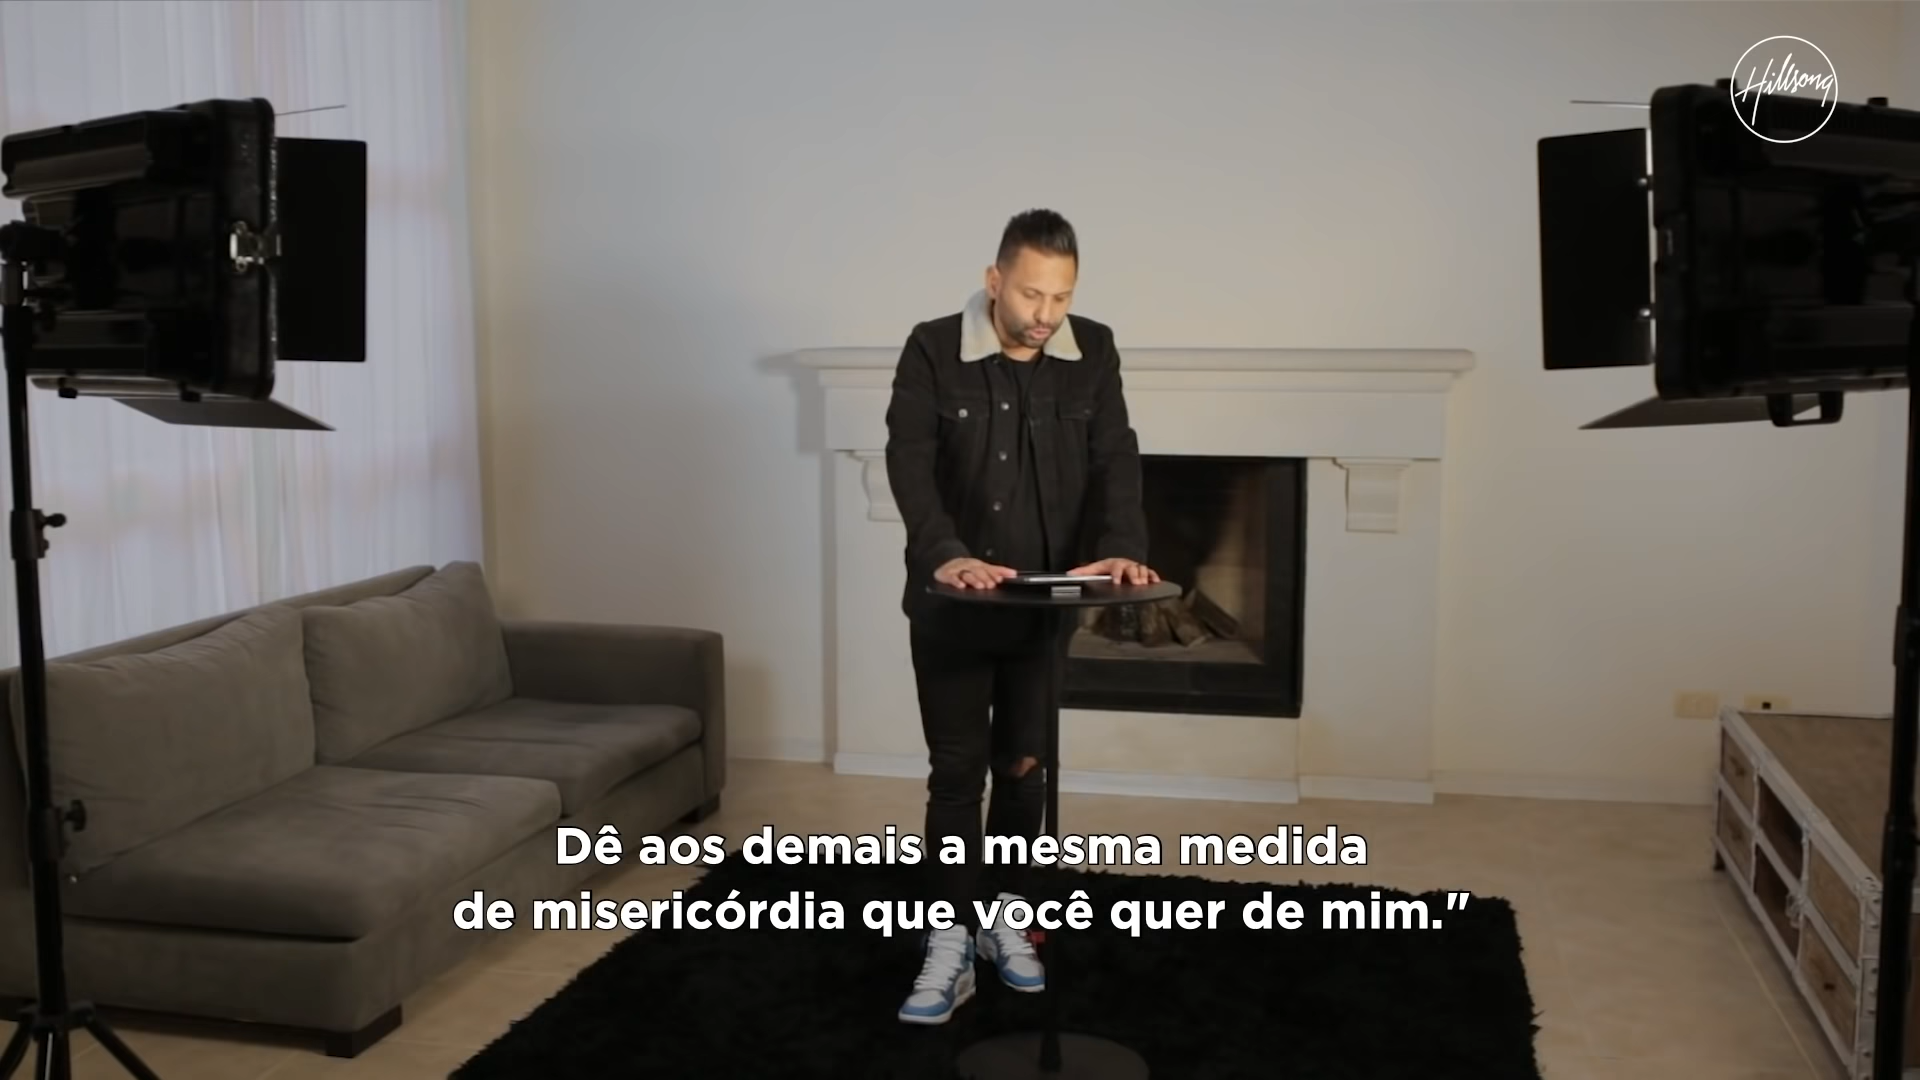 Hillsong
Dê aos demais a mesma medida
de misericórdia que você quer de mim."